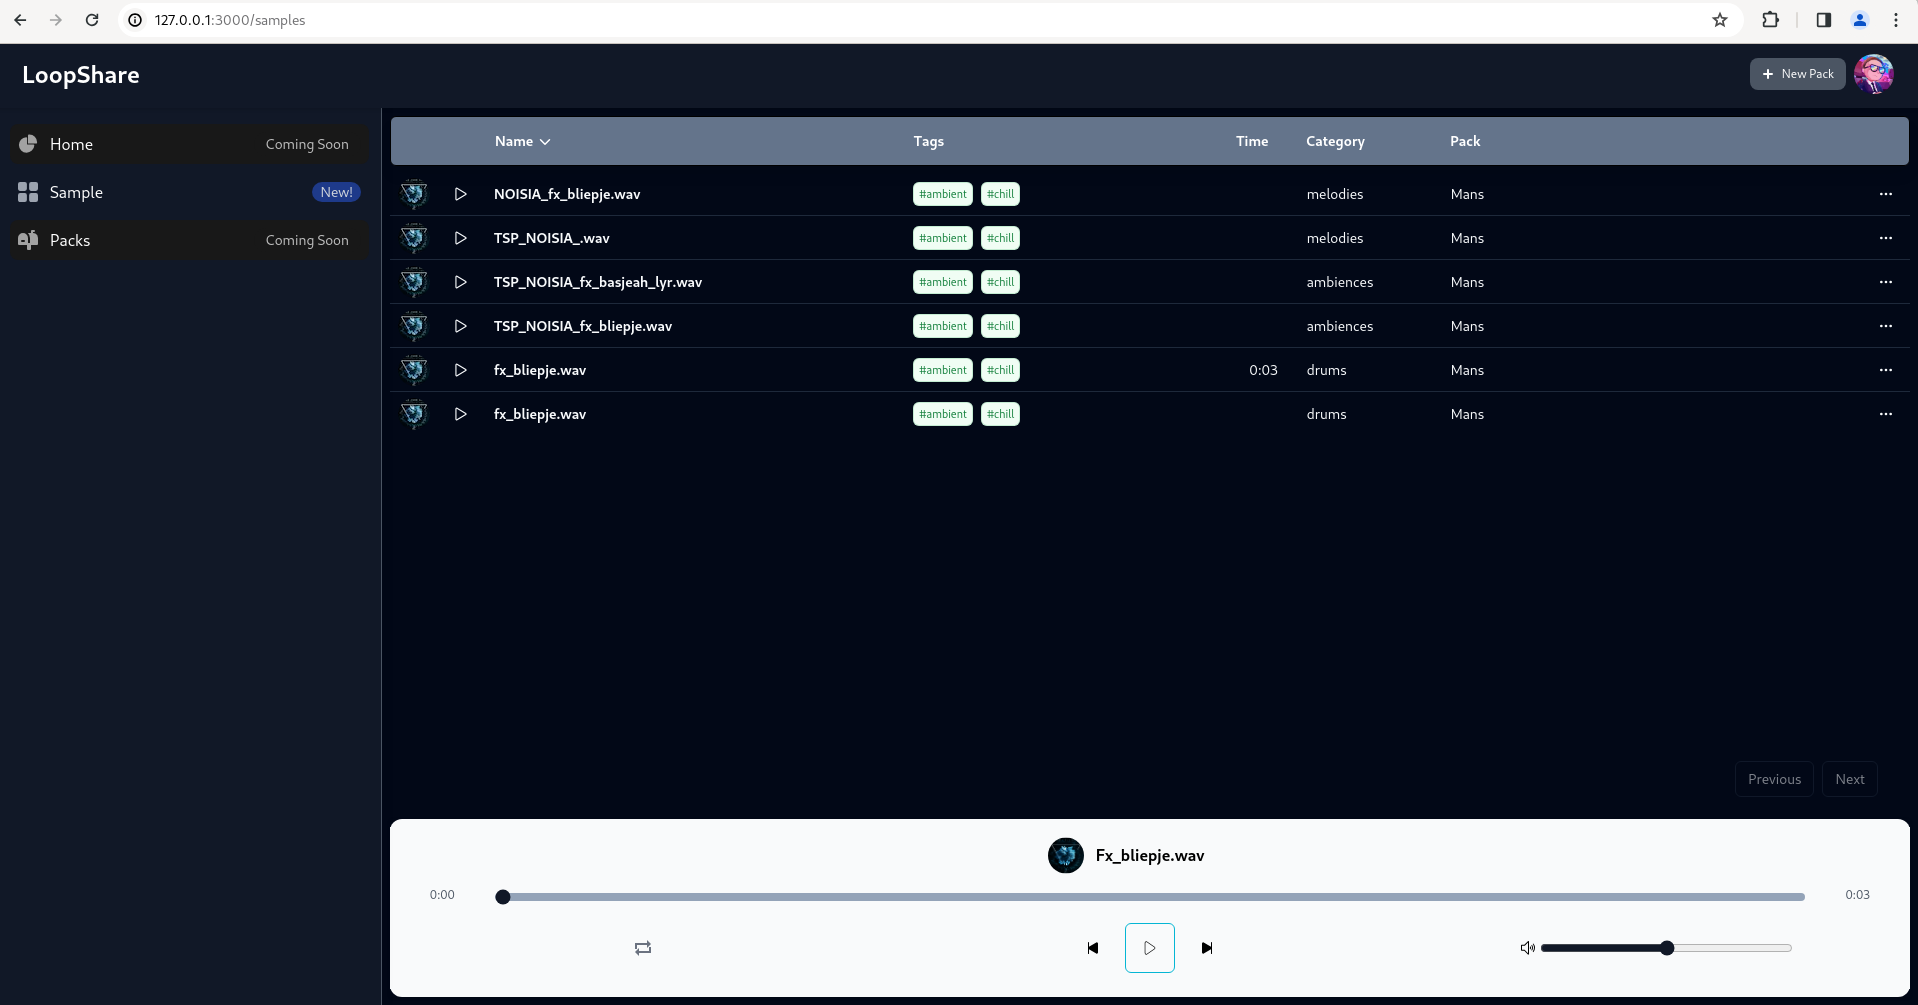 127.0.0.1:3000/samples
LoopShare
New Pack
Home Coming Soon
Sample New!
Packs Coming Soon
Name Tags Time Category Pack
NOISIA_fx_bliepje.wav #ambient #chill melodies Mans
TSP_NOISIA_.wav #ambient #chill melodies Mans
TSP_NOISIA_fx_basjeah_lyr.wav #ambient #chill ambiences Mans
TSP_NOISIA_fx_bliepje.wav #ambient #chill ambiences Mans
fx_bliepje.wav #ambient #chill 0:03 drums Mans
fx_bliepje.wav #ambient #chill drums Mans
Previous Next
Fx_bliepje.wav
0:00 0:03